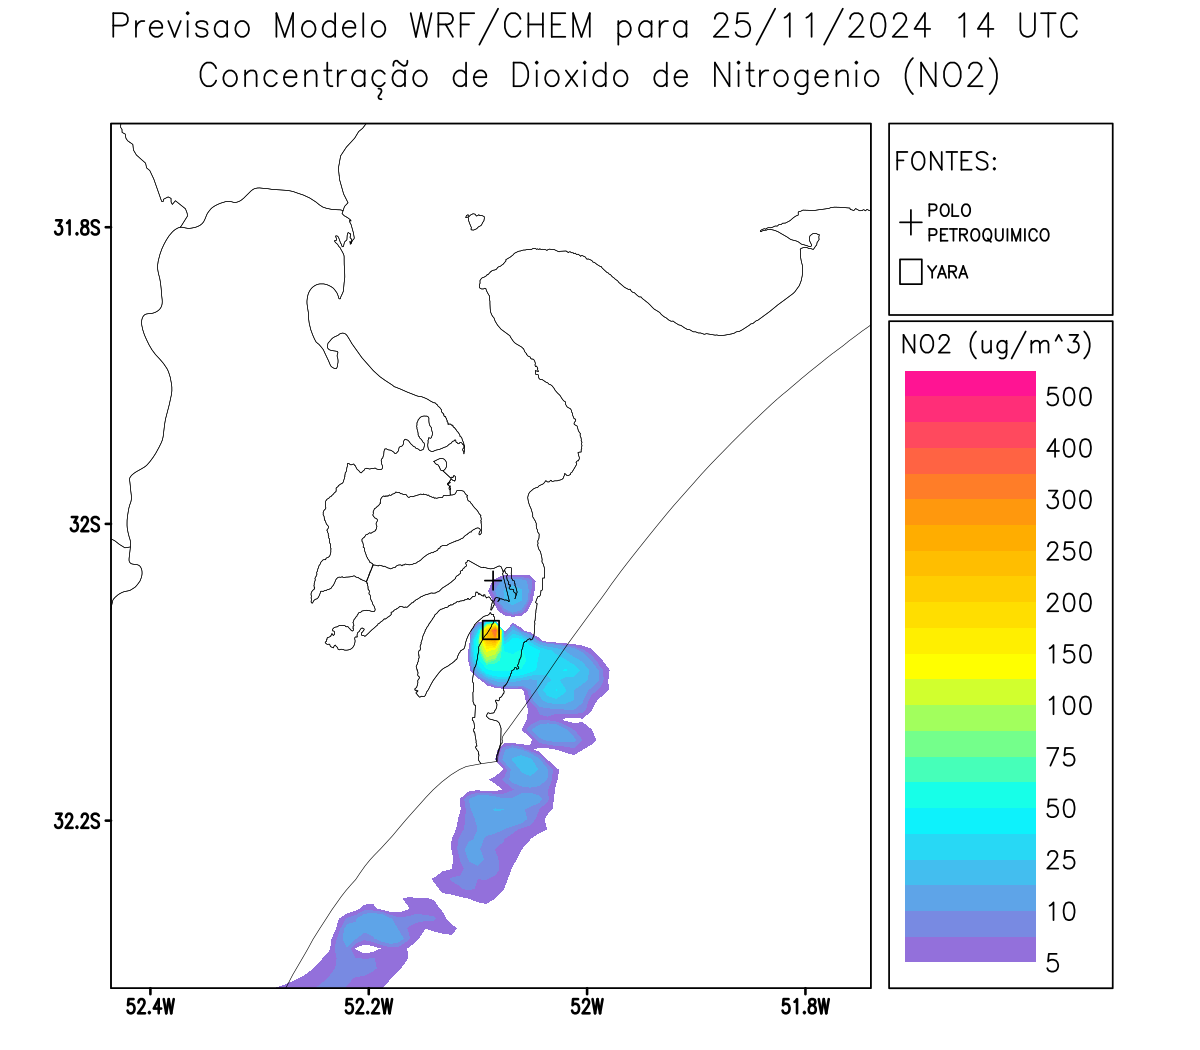 Previsao Modelo WRF/CHEM para 25/11/2024 14 UTC
Concentração de Dioxido de Nitrogenio (NO2)
FONTES:
POLO
PETROQUIMICO
YARA
NO2 (ug/m^3)
500
400
300
250
200
150
100
75
50
25
10
5
31.8S
32S
32.2S
52.4W
52.2W
52W
51.8W